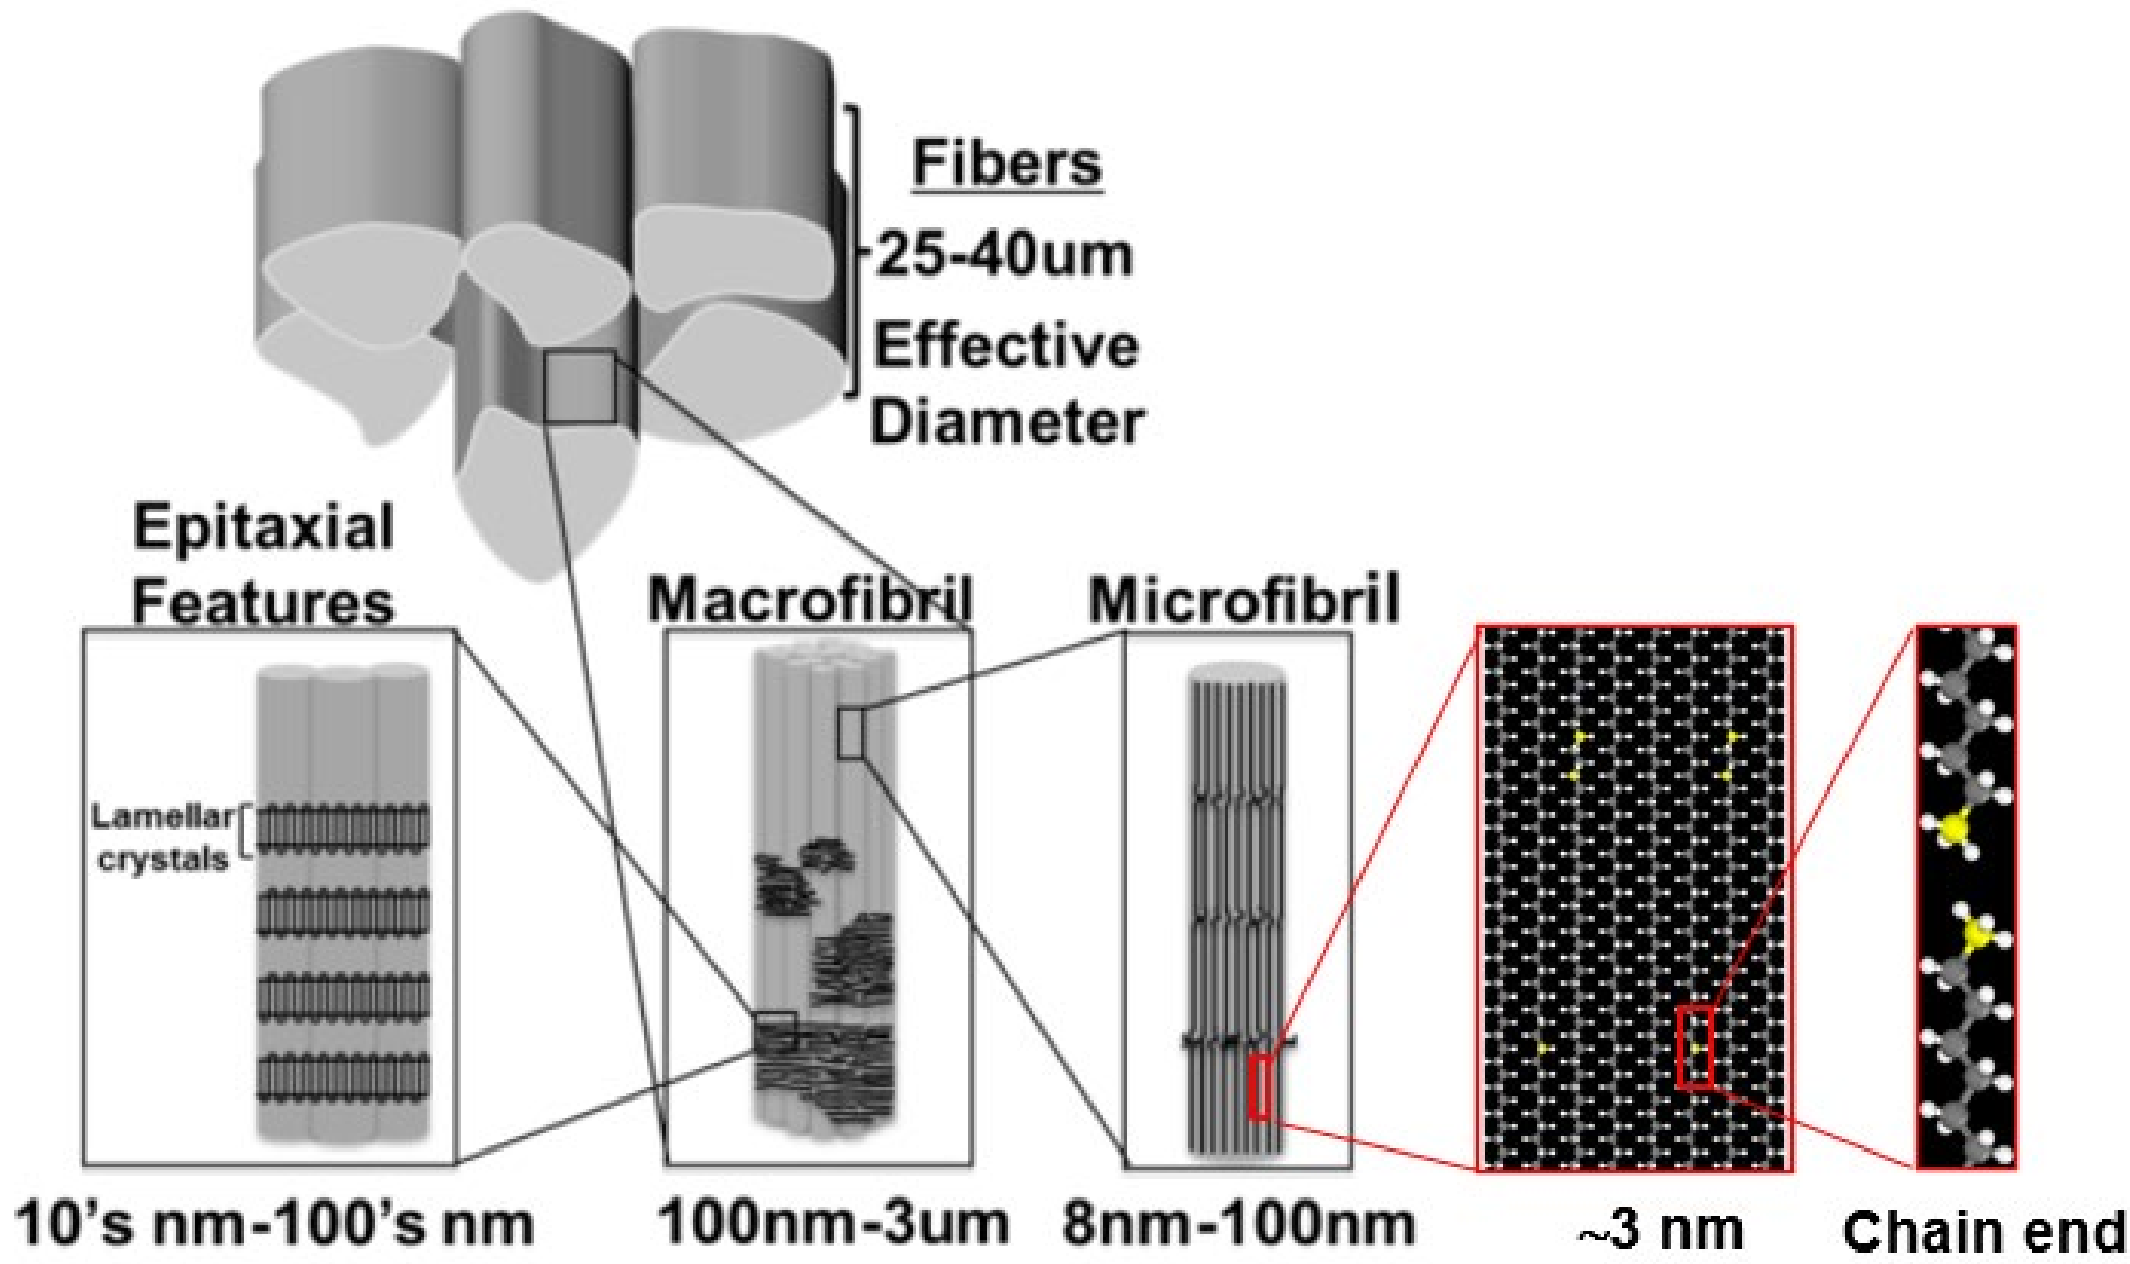 Fibers
25-40um
Effective
Diameter
Epitaxial
Features
Macrofibril
Microfibril
Lamellar
crystals
10's nm-100's nm
100nm-3um
8nm-100nm
~3 nm
Chain end